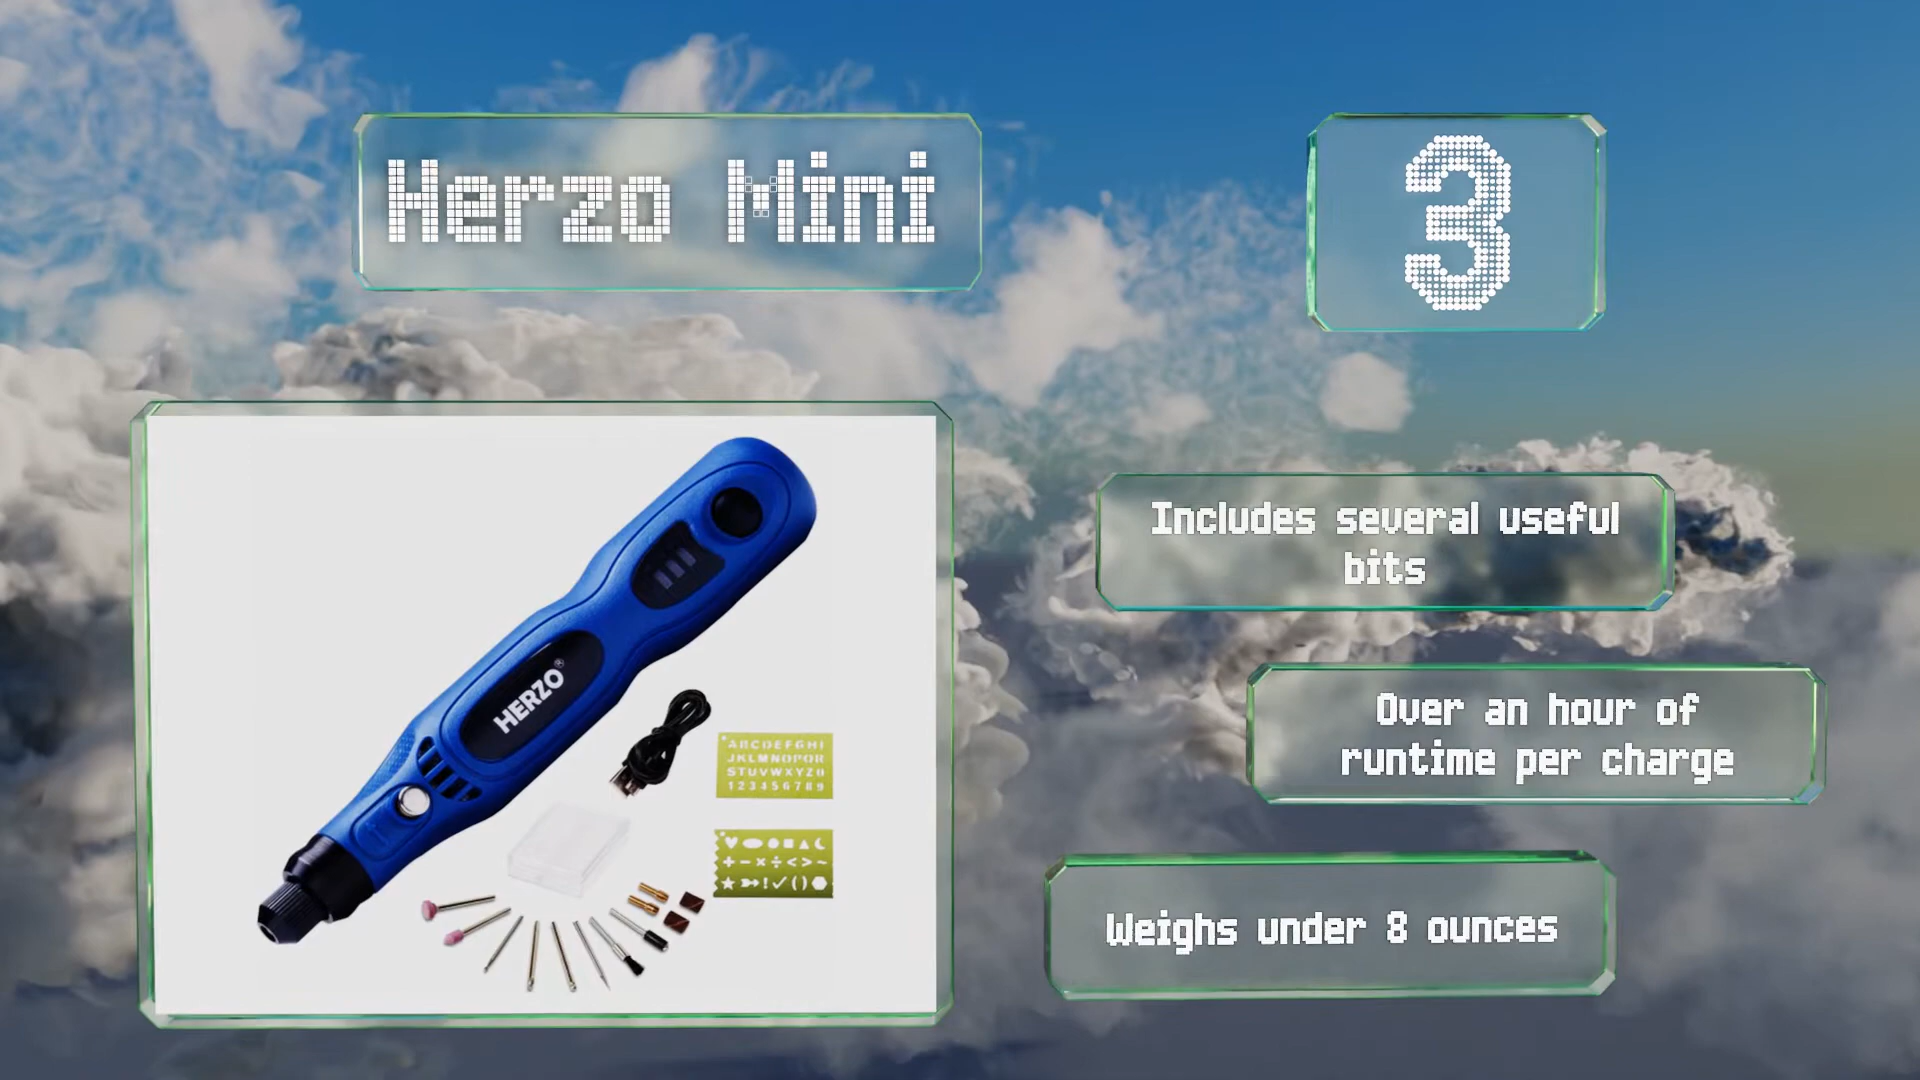 Herzo Mini
3
Includes several useful
bits
Over an hour of
runtime per charge
Weighs under 8 ounces
HERZO®
ABCDEFGHI
JKLMNOPQR
STUVWXYZ0
123456789
+ − × ÷ < > ~
! ✓ ( )